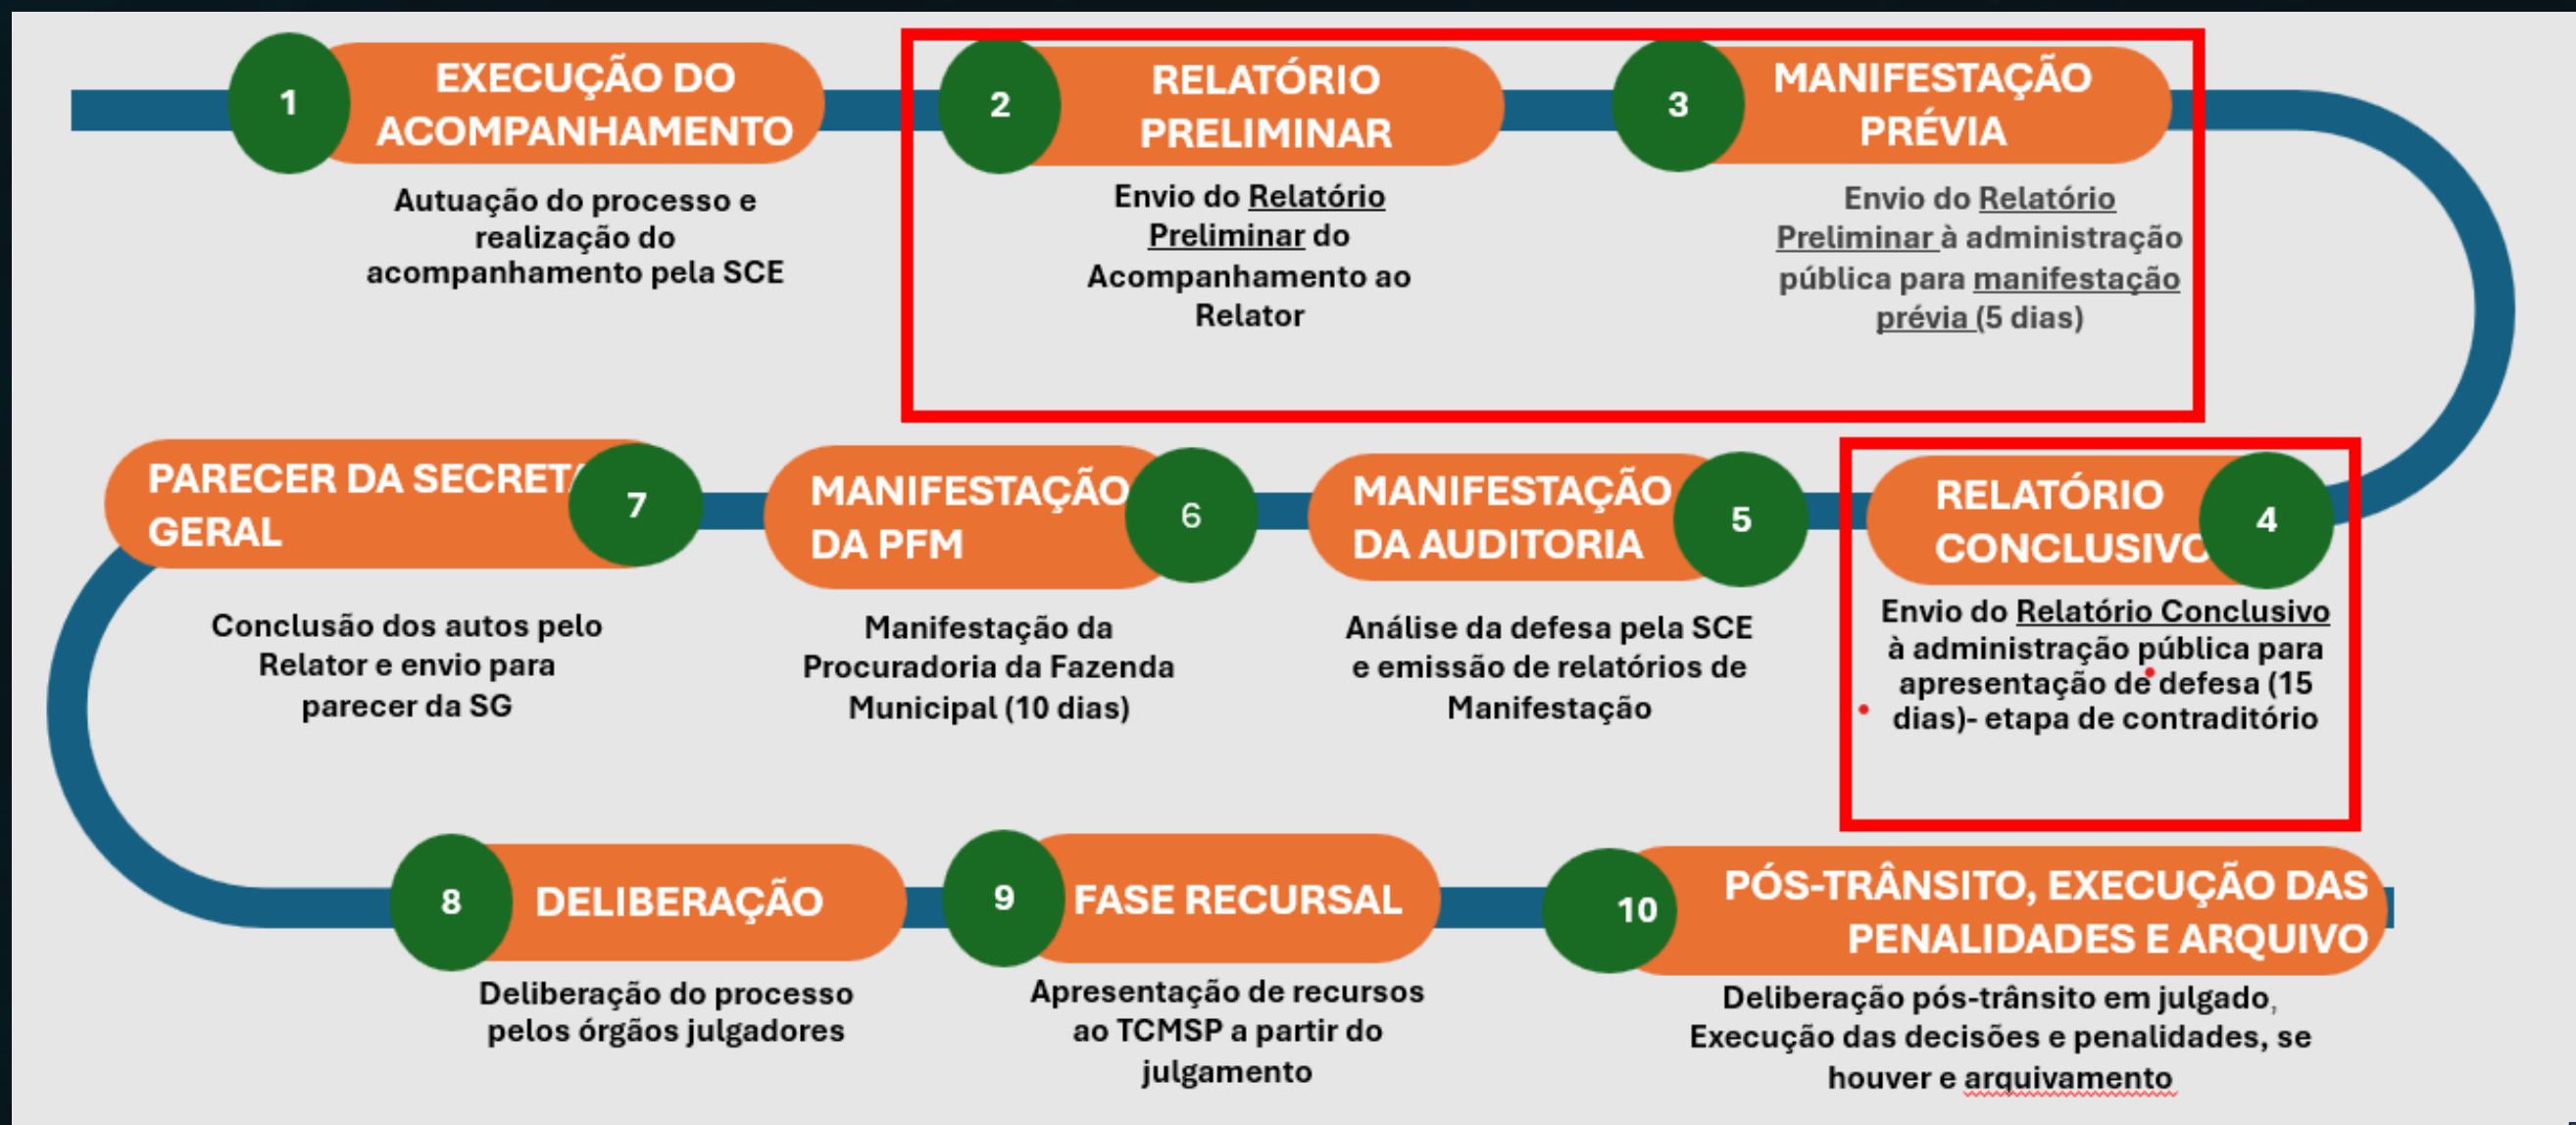 1
EXECUÇÃO DO
ACOMPANHAMENTO
Autuação do processo e
realização do
acompanhamento pela SCE
2
RELATÓRIO
PRELIMINAR
Envio do Relatório
Preliminar do
Acompanhamento ao
Relator
3
MANIFESTAÇÃO
PRÉVIA
Envio do Relatório
Preliminar à administração
pública para manifestação
prévia (5 dias)
4
RELATÓRIO
CONCLUSIVO
Envio do Relatório Conclusivo
à administração pública para
apresentação de defesa (15
dias)- etapa de contraditório
5
MANIFESTAÇÃO
DA AUDITORIA
Análise da defesa pela SCE
e emissão de relatórios de
Manifestação
6
MANIFESTAÇÃO
DA PFM
Manifestação da
Procuradoria da Fazenda
Municipal (10 dias)
7
PARECER DA SECRETA
GERAL
Conclusão dos autos pelo
Relator e envio para
parecer da SG
8
DELIBERAÇÃO
Deliberação do processo
pelos órgãos julgadores
9
FASE RECURSAL
Apresentação de recursos
ao TCMSP a partir do
julgamento
10
PÓS-TRÂNSITO, EXECUÇÃO DAS
PENALIDADES E ARQUIVO
Deliberação pós-trânsito em julgado,
Execução das decisões e penalidades, se
houver e arquivamento